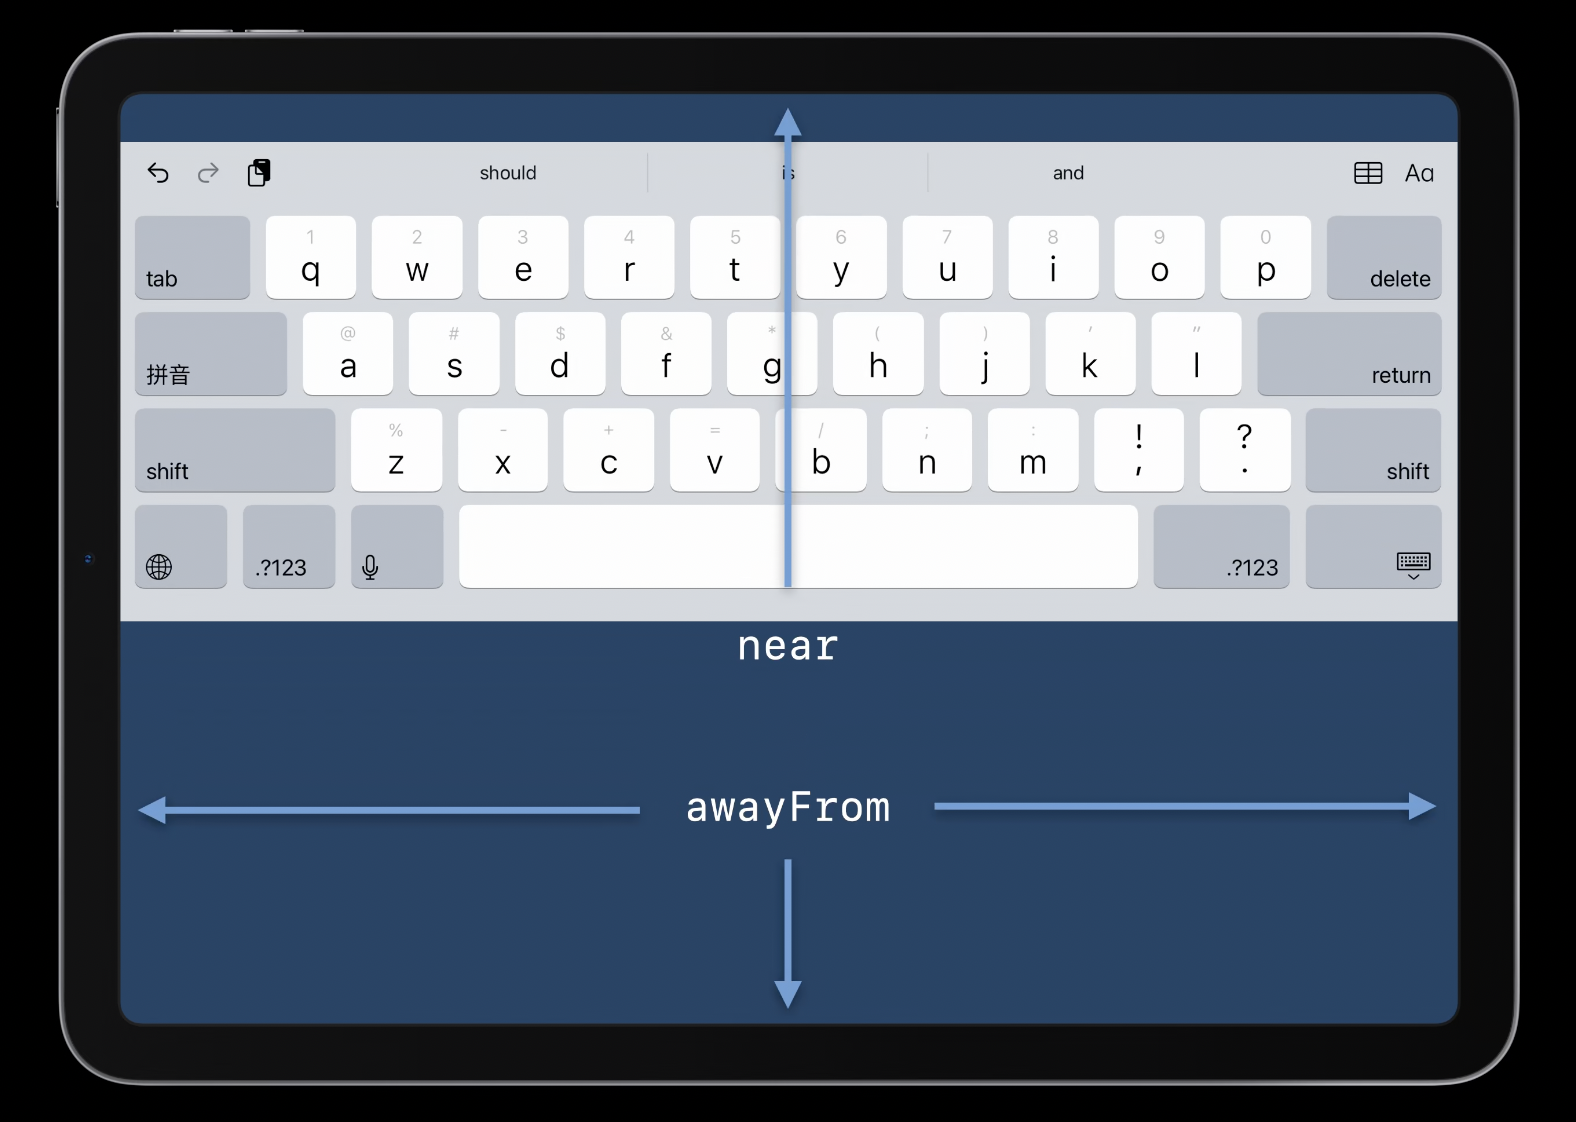 should is and Aa
tab 1 q 2 w 3 e 4 r 5 t 6 y 7 u 8 i 9 o 0 p delete
拼音 @ a # s $ d & f * g ( h ) j ' k " l return
shift % z - x + c = v / b ; n : m ! , ? . shift
.?123 .?123
near
awayFrom